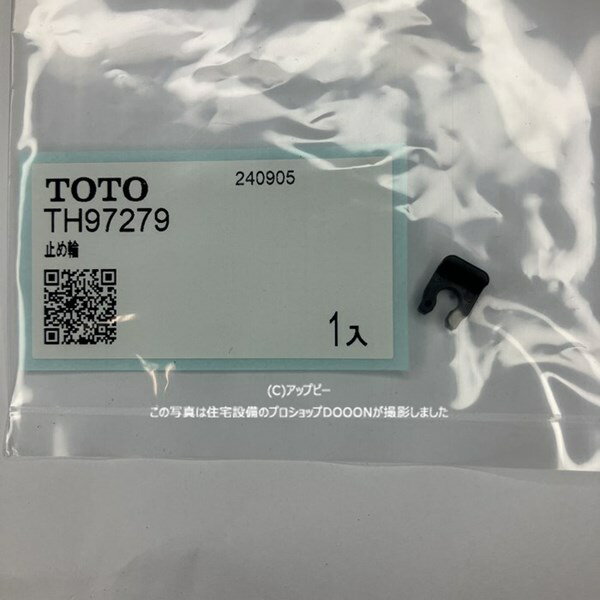 TOTO 240905
TH97279
止め輪
1入
(C)アップビー
この写真は住宅設備のプロショップDOOONが撮影しました